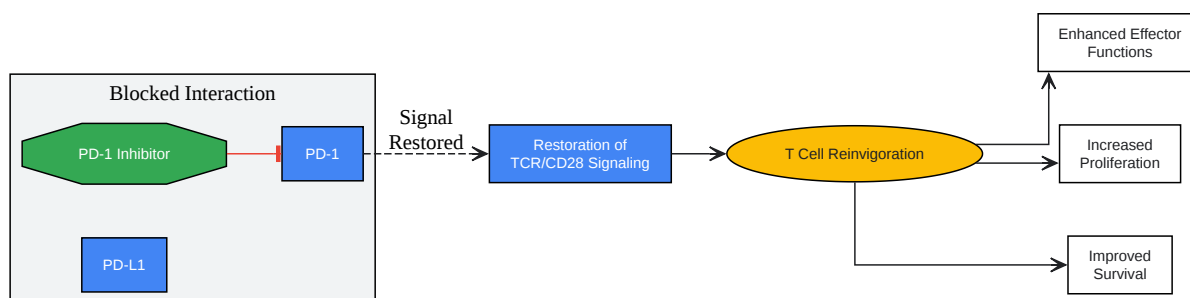 Enhanced Effector
Functions
Blocked Interaction
Signal
Restored
PD-1 Inhibitor
PD-1
Restoration of
TCR/CD28 Signaling
T Cell Reinvigoration
Increased
Proliferation
PD-L1
Improved
Survival